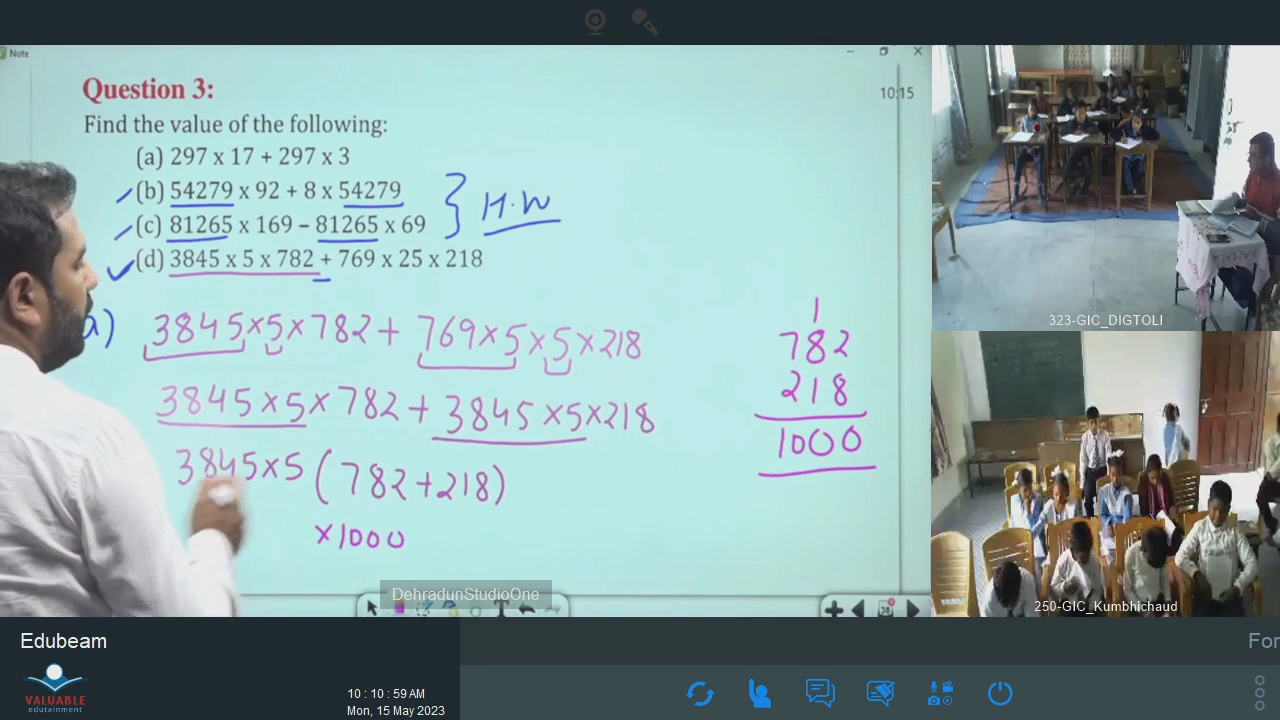 Note
Question 3:
10:15
Find the value of the following:
(a) 297 x 17 + 297 x 3
(b) 54279 x 92 + 8 x 54279
(c) 81265 x 169 – 81265 x 69
} H.W
(d) 3845 x 5 x 782 + 769 x 25 x 218
a) 3845×5×782+ 769×5×5×218
3845×5×782+3845×5×218
3845×5(782+218)
×1000
1
782
218
1000
323-GIC_DIGTOLI
250-GIC_Kumbhichaud
DehradunStudioOne
28
Edubeam
For
VALUABLE
edutainment
10 : 10 : 59 AM
Mon, 15 May 2023